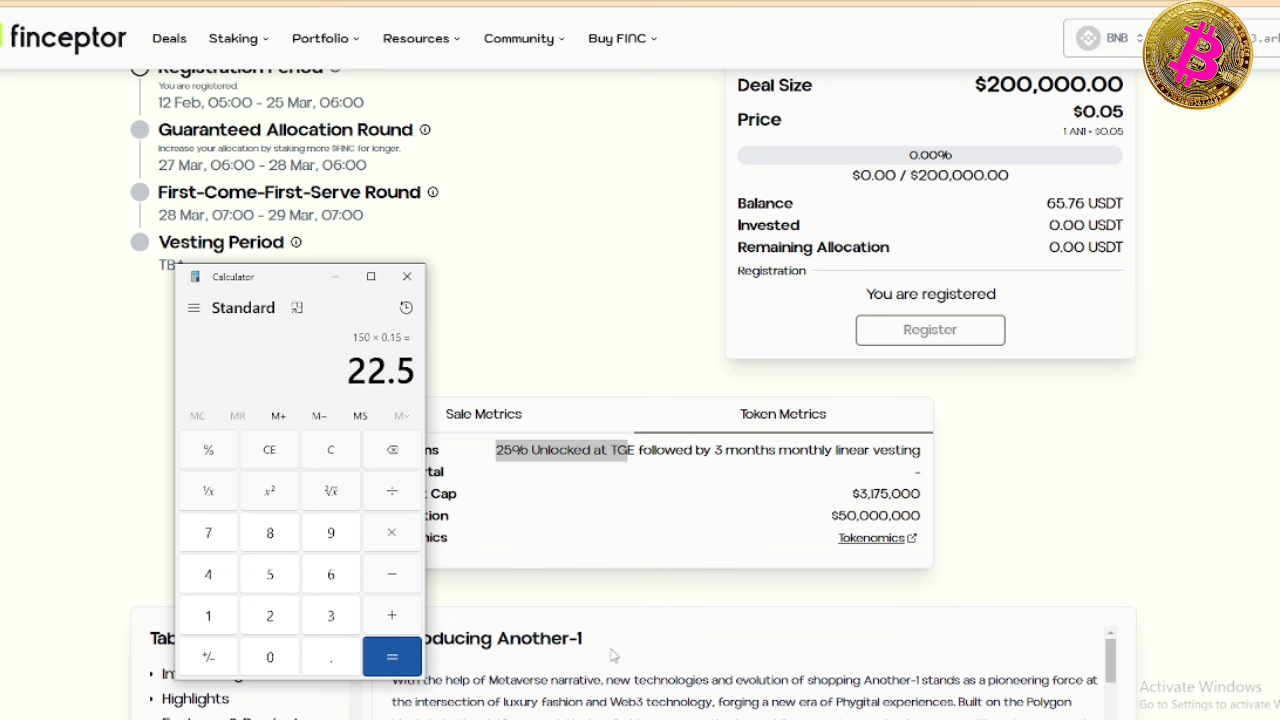 finceptor Deals Staking Portfolio Resources Community Buy FINC BNB
Registration Period
You are registered.
12 Feb, 05:00 - 25 Mar, 06:00
Guaranteed Allocation Round
Increase your allocation by staking more $FINC for longer.
27 Mar, 06:00 - 28 Mar, 06:00
First-Come-First-Serve Round
28 Mar, 07:00 - 29 Mar, 07:00
Vesting Period
Deal Size $200,000.00
Price $0.05
1 ANI = $0.05
0.00%
$0.00 / $200,000.00
Balance 65.76 USDT
Invested 0.00 USDT
Remaining Allocation 0.00 USDT
Registration
You are registered
Register
Calculator
Standard
150 × 0.15 =
22.5
MC MR M+ M− MS M
% CE C
1/x x² ²√x ÷
7 8 9 ×
4 5 6 −
1 2 3 +
+/− 0 . =
Sale Metrics Token Metrics
25% Unlocked at TGE followed by 3 months monthly linear vesting
-
Cap $3,175,000
$50,000,000
Tokenomics
Another-1
With the help of Metaverse narrative, new technologies and evolution of shopping Another-1 stands as a pioneering force at
the intersection of luxury fashion and Web3 technology, forging a new era of Phygital experiences. Built on the Polygon
Highlights
Activate Windows
Go to Settings to activate